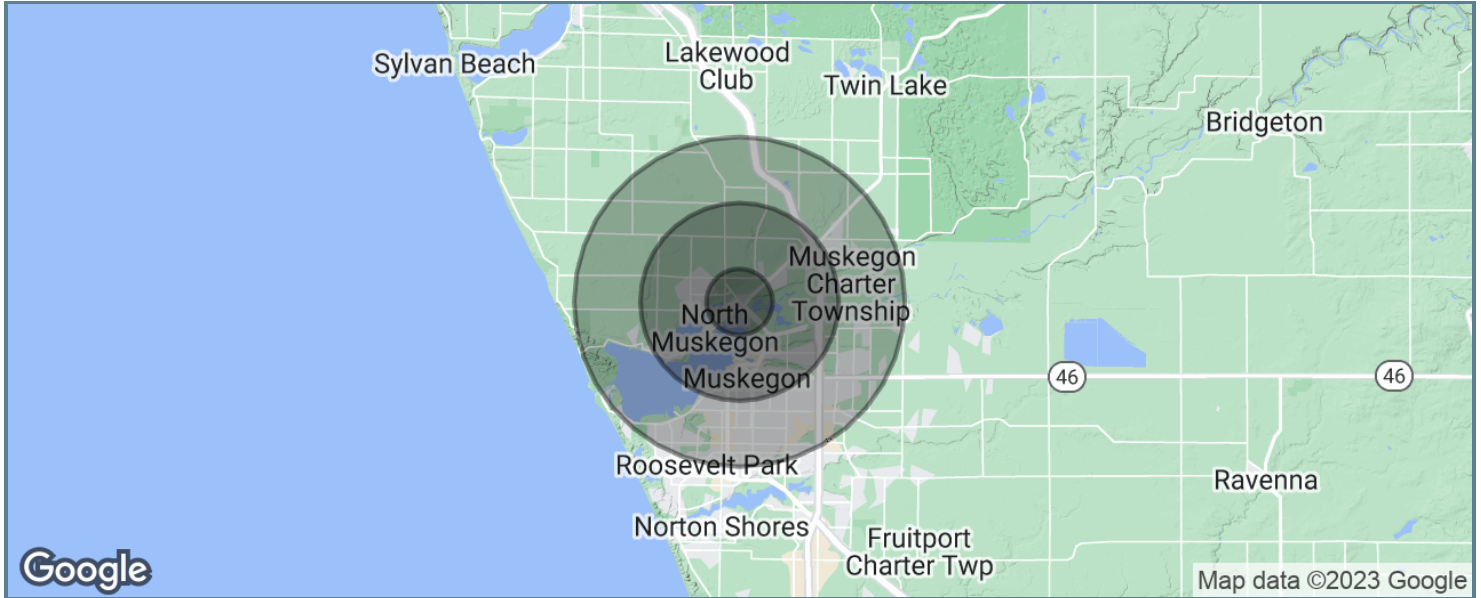 Sylvan Beach
Lakewood
Club
Twin Lake
Bridgeton
Muskegon
Charter
Township
North
Muskegon
Muskegon
46
46
Roosevelt Park
Ravenna
Norton Shores
Fruitport
Charter Twp
Google
Map data ©2023 Google